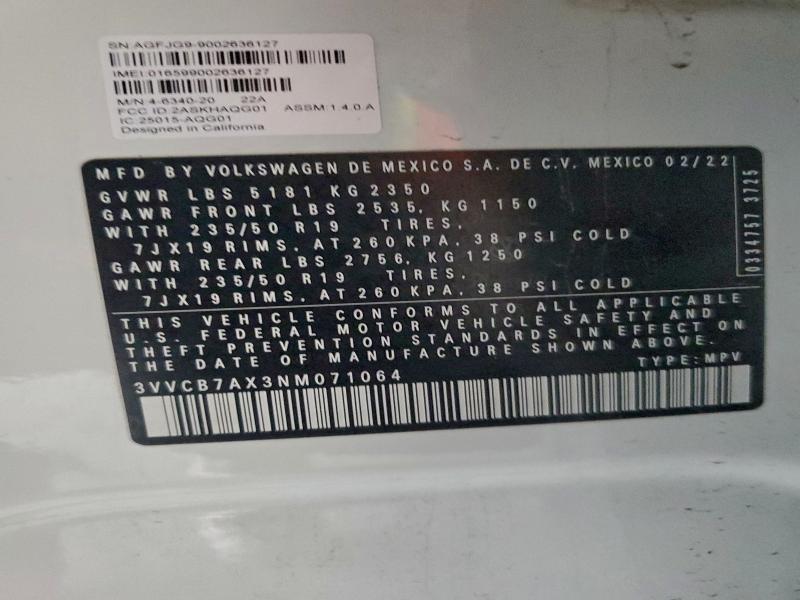 SN:AGFJG9-9002636127
IMEI:016599002636127
M/N 4-6340-20 22A
FCC ID:2ASKHAQG01 ASSM:1.4.0.A
IC:25015-AQG01
Designed in California
MFD BY VOLKSWAGEN DE MEXICO S.A. DE C.V. MEXICO 02/22
GVWR LBS 5181 KG 2350
GAWR FRONT LBS 2535, KG 1150
WITH 235/50 R19 TIRES,
7JX19 RIMS, AT 260 KPA, 38 PSI COLD
GAWR REAR LBS 2756, KG 1250
WITH 235/50 R19 TIRES,
7JX19 RIMS, AT 260 KPA, 38 PSI COLD
THIS VEHICLE CONFORMS TO ALL APPLICABLE
U.S. FEDERAL MOTOR VEHICLE SAFETY AND
THEFT PREVENTION STANDARDS IN EFFECT ON
THE DATE OF MANUFACTURE SHOWN ABOVE.
TYPE: MPV
3VVCB7AX3NM071064
0334757 3725